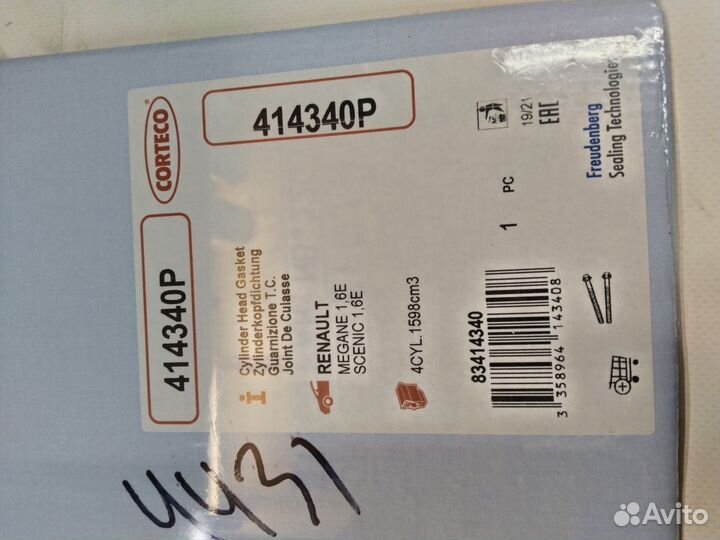 CORTECO
414340P
414340P
19/21
EAC
Freudenberg
Sealing Technologies
i
Cylinder Head Gasket
Zylinderkopfdichtung
Guarnizione T.C.
Joint De Culasse
RENAULT
MEGANE 1,6E
SCENIC 1,6E
4CYL.1598cm3
1 PC
83414340
3 358964 143408
4431
Avito